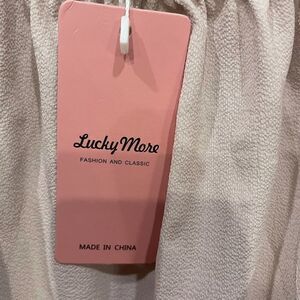 Lucky More
FASHION AND CLASSIC
MADE IN CHINA